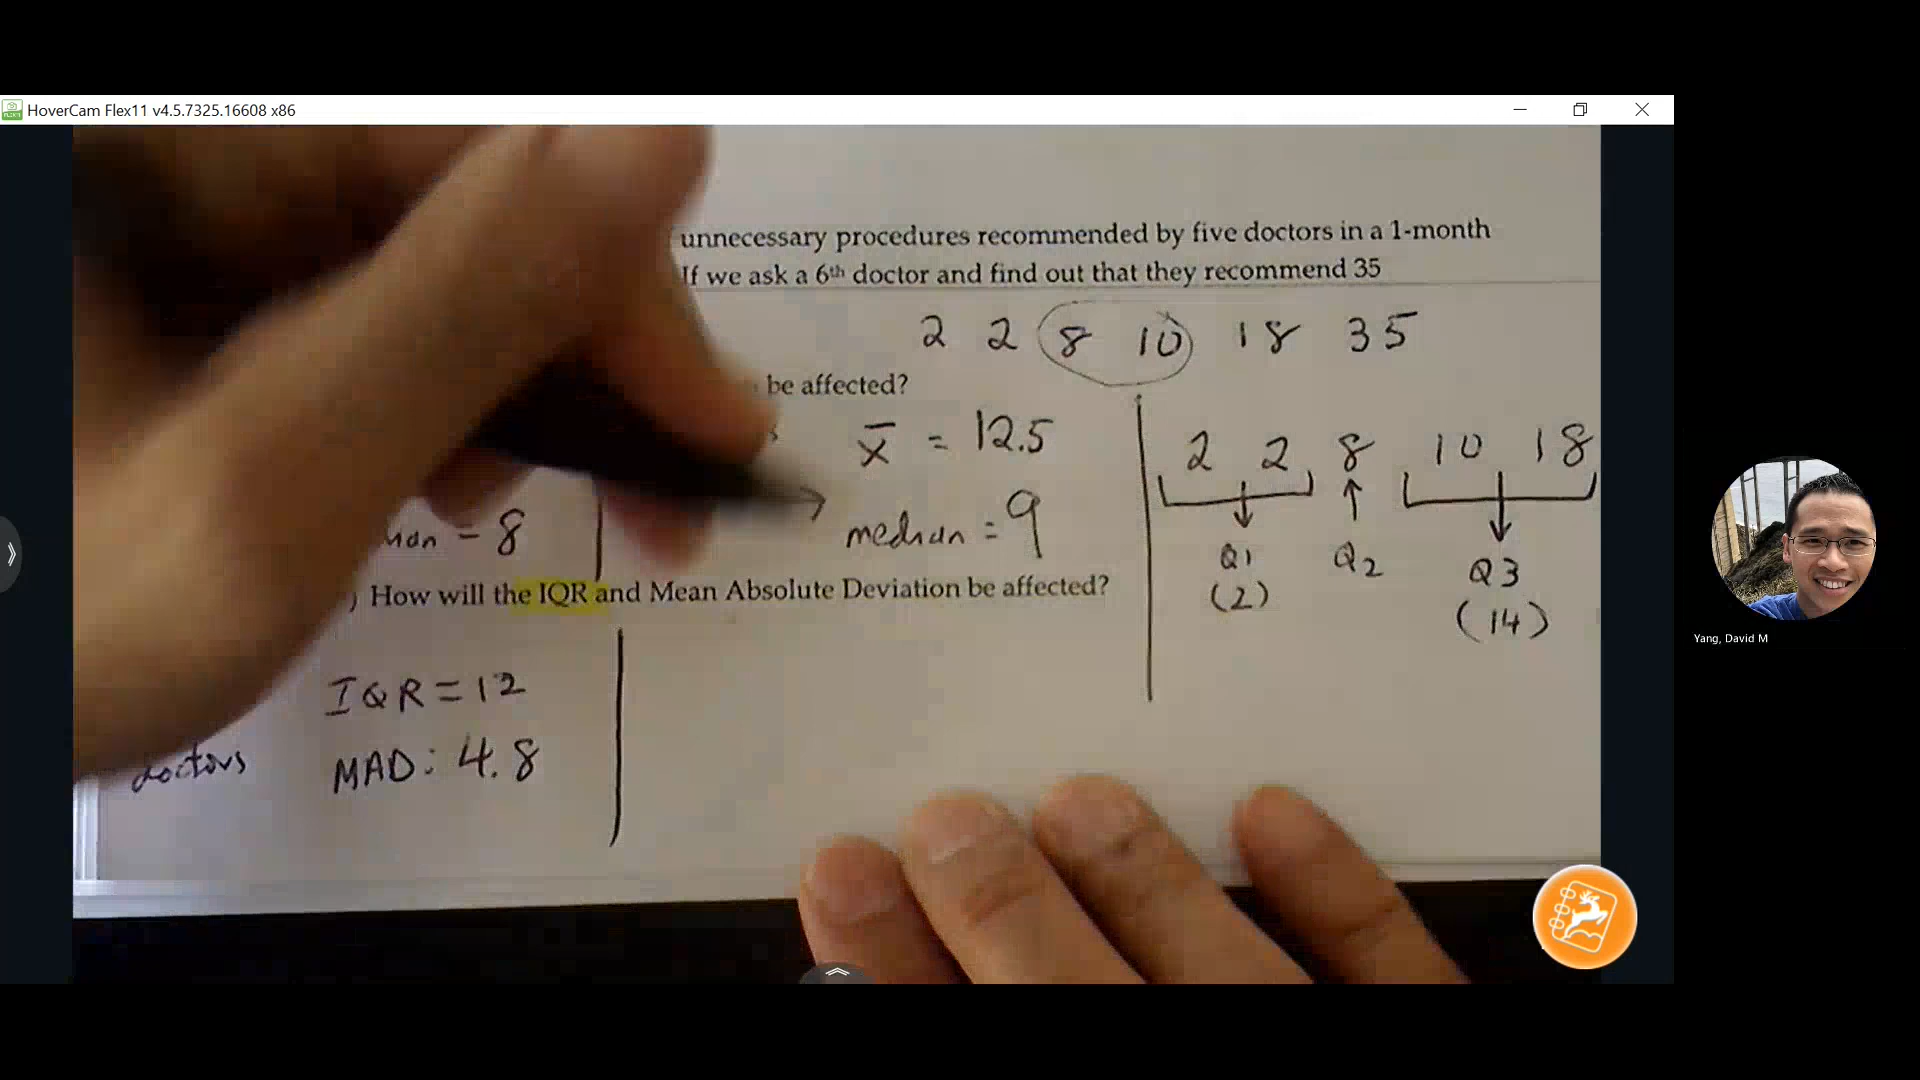 HoverCam Flex11 v4.5.7325.16608 x86
unnecessary procedures recommended by five doctors in a 1-month
If we ask a 6th doctor and find out that they recommend 35
2 2 8 10 18 35
be affected?
x̄ = 12.5
median = 9
= 8
2 2 8 10 18
Q1 Q2 Q3
(2) (14)
) How will the IQR and Mean Absolute Deviation be affected?
IQR = 12
doctors MAD: 4.8
Yang, David M